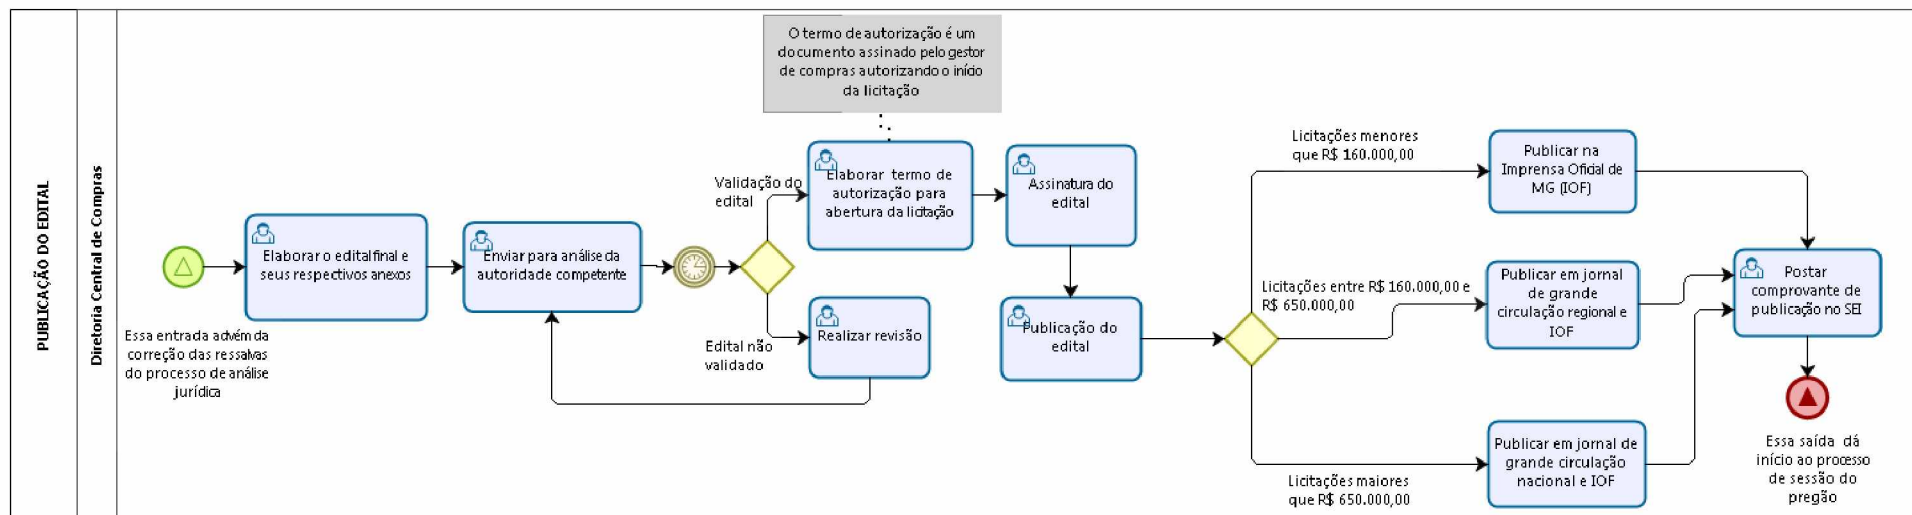 PUBLICAÇÃO DO EDITAL
Diretoria Central de Compras
Essa entrada advém da
correção das ressalvas
do processo de análise
jurídica
Elaborar o edital final e
seus respectivos anexos
Enviar para análise da
autoridade competente
O termo de autorização é um
documento assinado pelo gestor
de compras autorizando o início
da licitação
Validação do
edital
Edital não
validado
Elaborar termo de
autorização para
abertura da licitação
Realizar revisão
Assinatura do
edital
Publicação do
edital
Licitações menores
que R$ 160.000,00
Licitações entre R$ 160.000,00 e
R$ 650.000,00
Licitações maiores
que R$ 650.000,00
Publicar na
Imprensa Oficial de
MG (IOF)
Publicar em jornal
de grande
circulação regional e
IOF
Publicar em jornal de
grande circulação
nacional e IOF
Postar
comprovante de
publicação no SEI
Essa saída dá
início ao processo
de sessão do
pregão